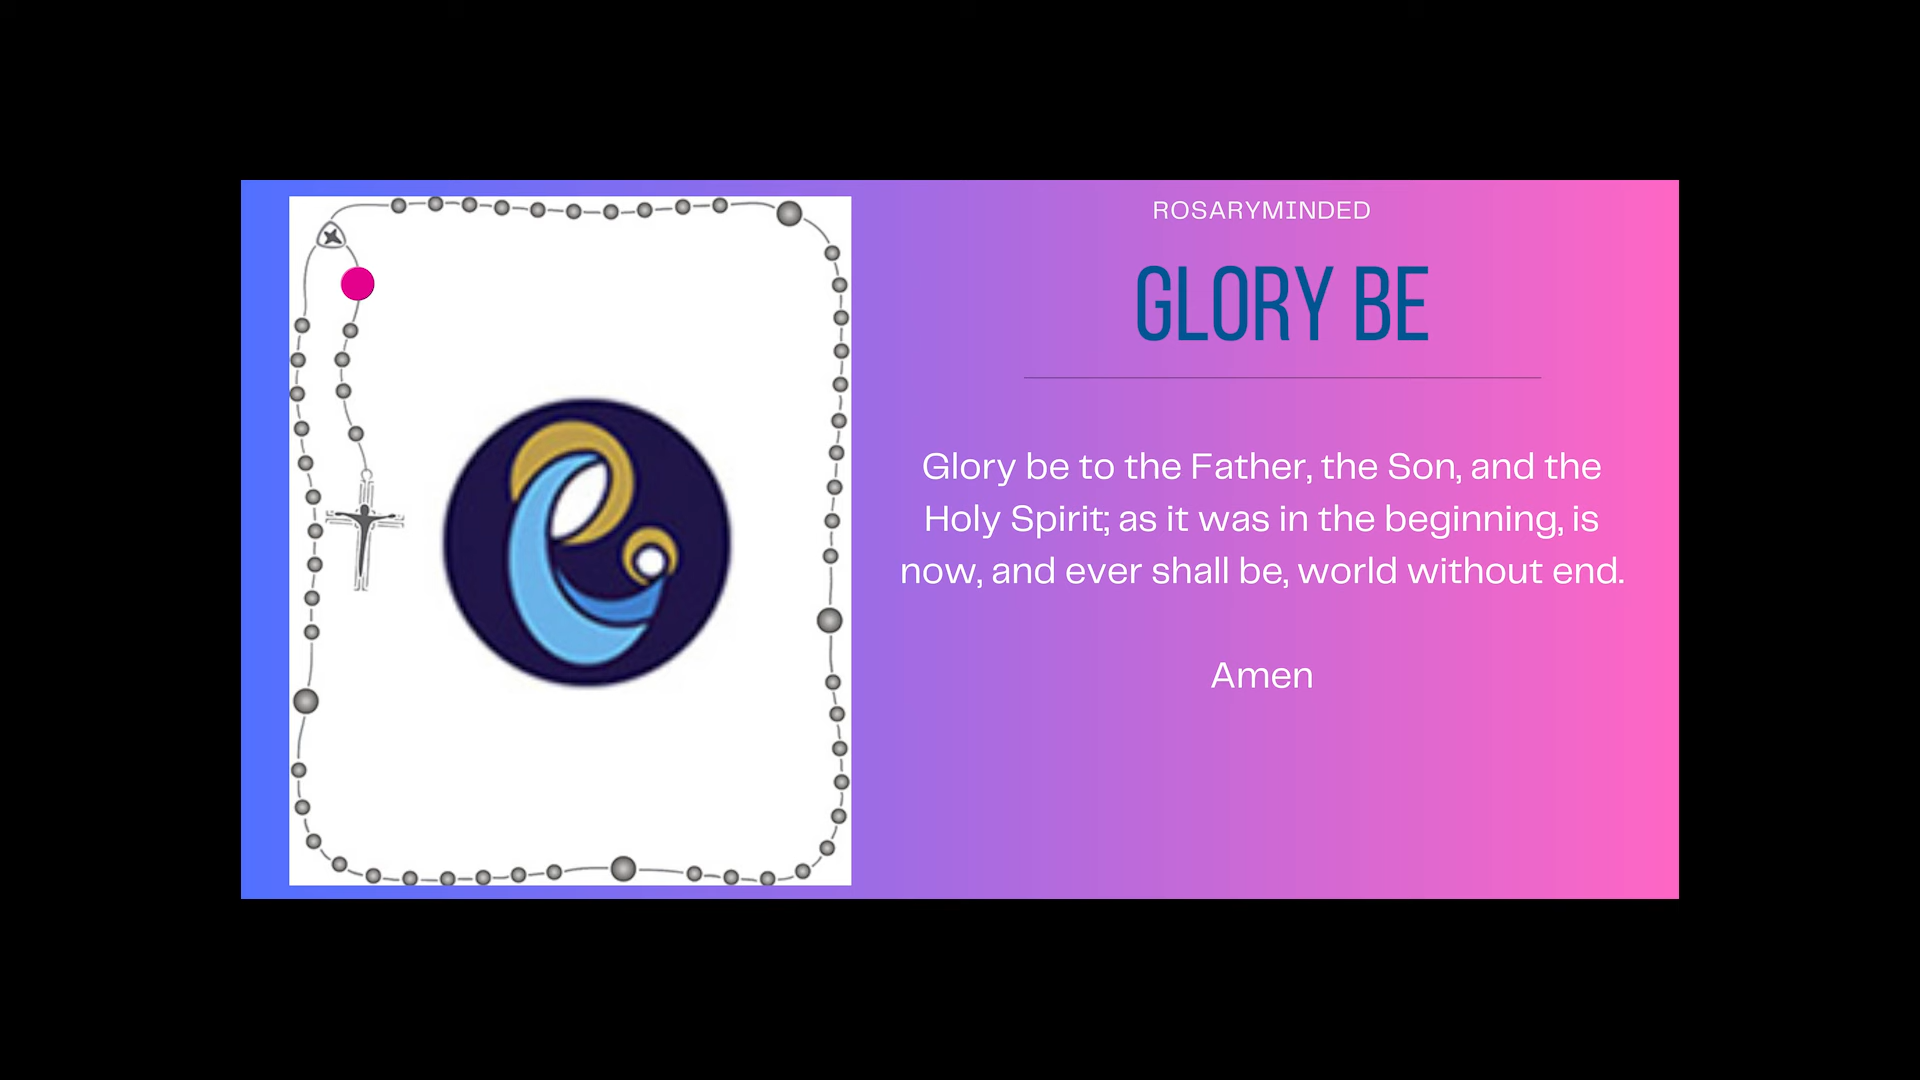 ROSARYMINDED
GLORY BE
Glory be to the Father, the Son, and the
Holy Spirit; as it was in the beginning, is
now, and ever shall be, world without end.
Amen